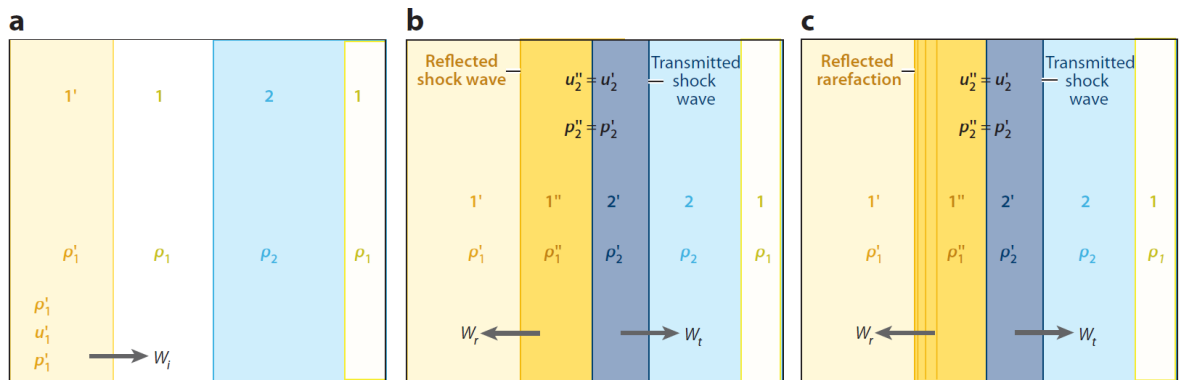 a
1' 1 2 1
ρ'₁ ρ₁ ρ₂ ρ₁
ρ'₁
u'₁
p'₁ Wᵢ
b
Reflected
shock wave
Transmitted
shock
wave
u''₂ = u'₂
p''₂ = p'₂
1' 1'' 2' 2 1
ρ'₁ ρ''₁ ρ'₂ ρ₂ ρ₁
Wᵣ Wₜ
c
Reflected
rarefaction
Transmitted
shock
wave
u''₂ = u'₂
p''₂ = p'₂
1' 1'' 2' 2 1
ρ'₁ ρ''₁ ρ'₂ ρ₂ ρ₁
Wᵣ Wₜ